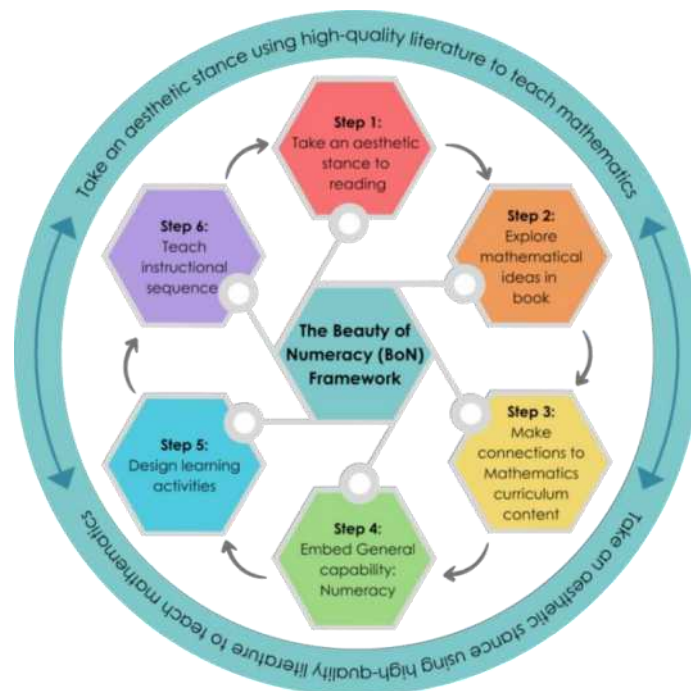 Take an aesthetic stance using high-quality literature to teach mathematics
Step 1:
Take an aesthetic
stance to
reading
Step 2:
Explore
mathematical
ideas in
book
Step 3:
Make
connections to
Mathematics
curriculum
content
Step 4:
Embed General
capability:
Numeracy
Step 5:
Design learning
activities
Step 6:
Teach
instructional
sequence
The Beauty of
Numeracy (BoN)
Framework
Take an aesthetic stance using high-quality literature to teach mathematics